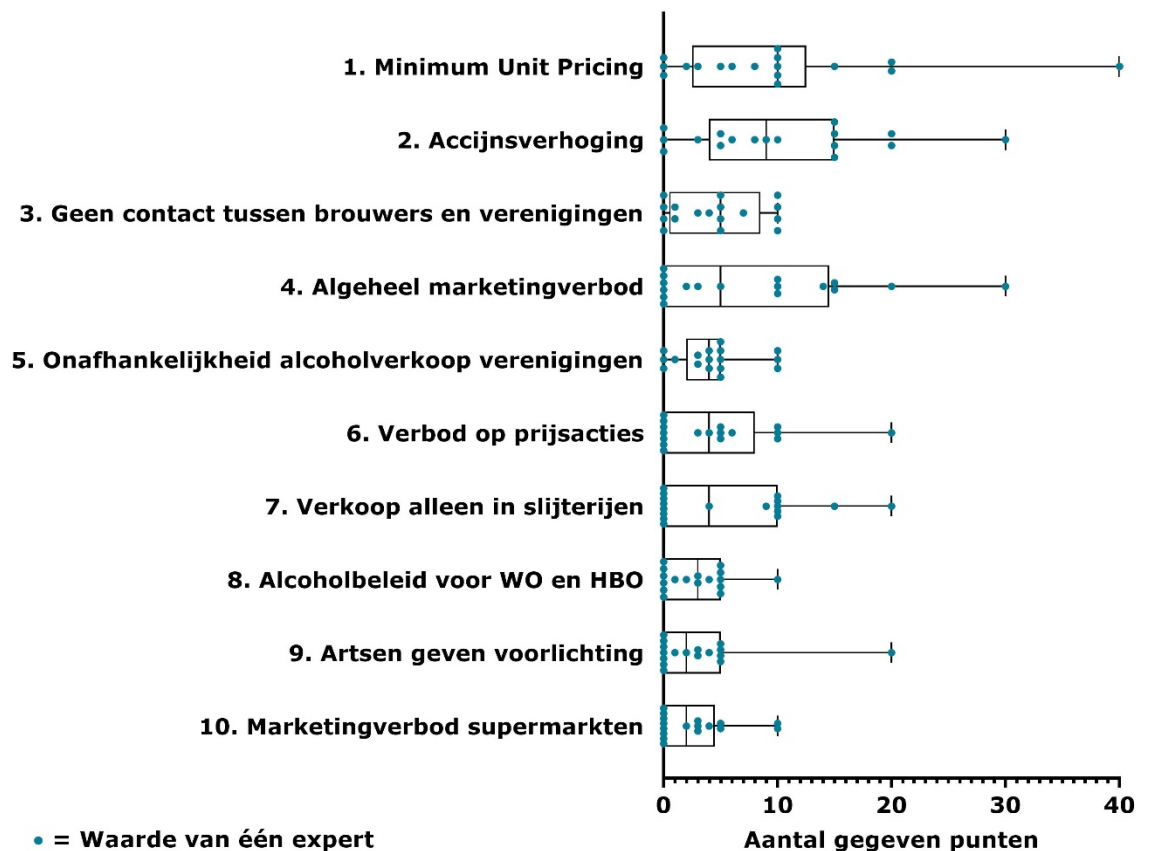 1. Minimum Unit Pricing
2. Accijnsverhoging
3. Geen contact tussen brouwers en verenigingen
4. Algeheel marketingverbod
5. Onafhankelijkheid alcoholverkoop verenigingen
6. Verbod op prijsacties
7. Verkoop alleen in slijterijen
8. Alcoholbeleid voor WO en HBO
9. Artsen geven voorlichting
10. Marketingverbod supermarkten
0 10 20 30 40
= Waarde van één expert
Aantal gegeven punten